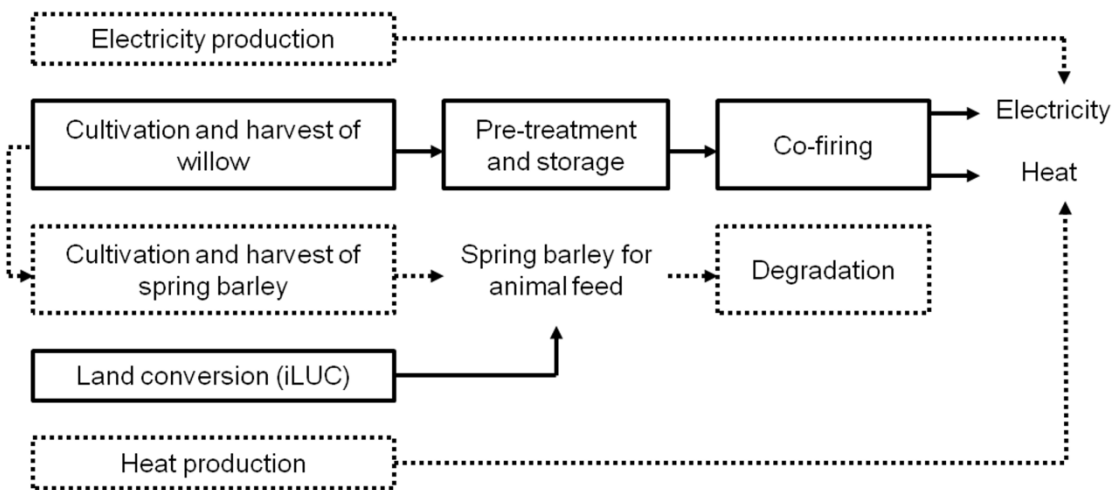 Electricity production
Electricity
Cultivation and harvest of
willow
Pre-treatment
and storage
Co-firing
Heat
Cultivation and harvest of
spring barley
Spring barley for
animal feed
Degradation
Land conversion (iLUC)
Heat production